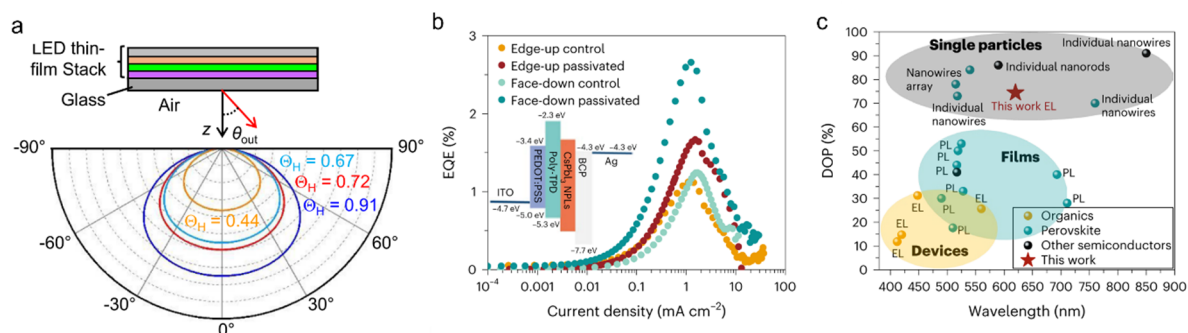 a
LED thin-
film Stack
Glass
Air
z
θout
-90°
90°
ΘH = 0.67
ΘH = 0.72
ΘH = 0.91
ΘH = 0.44
-60°
60°
-30°
30°
0°
b
EQE (%)
3
2
1
0
Edge-up control
Edge-up passivated
Face-down control
Face-down passivated
-2.3 eV
-3.4 eV
-4.3 eV
-4.3 eV
ITO
-4.7 eV
PEDOT:PSS
Poly-TPD
CsPbI3 NPLs
BCP
Ag
-5.0 eV
-5.3 eV
-7.7 eV
10⁻⁴
0.001
0.01
0.1
1
10
100
Current density (mA cm⁻²)
c
DOP (%)
100
90
80
70
60
50
40
30
20
10
0
Single particles
Individual nanowires
Individual nanorods
Nanowires
array
This work EL
Individual
nanowires
Individual
nanowires
Films
PL
PL
PL
PL
PL
PL
PL
PL
EL
EL
EL
EL
Devices
Organics
Perovskite
Other semiconductors
This work
400
450
500
550
600
650
700
750
800
850
900
Wavelength (nm)